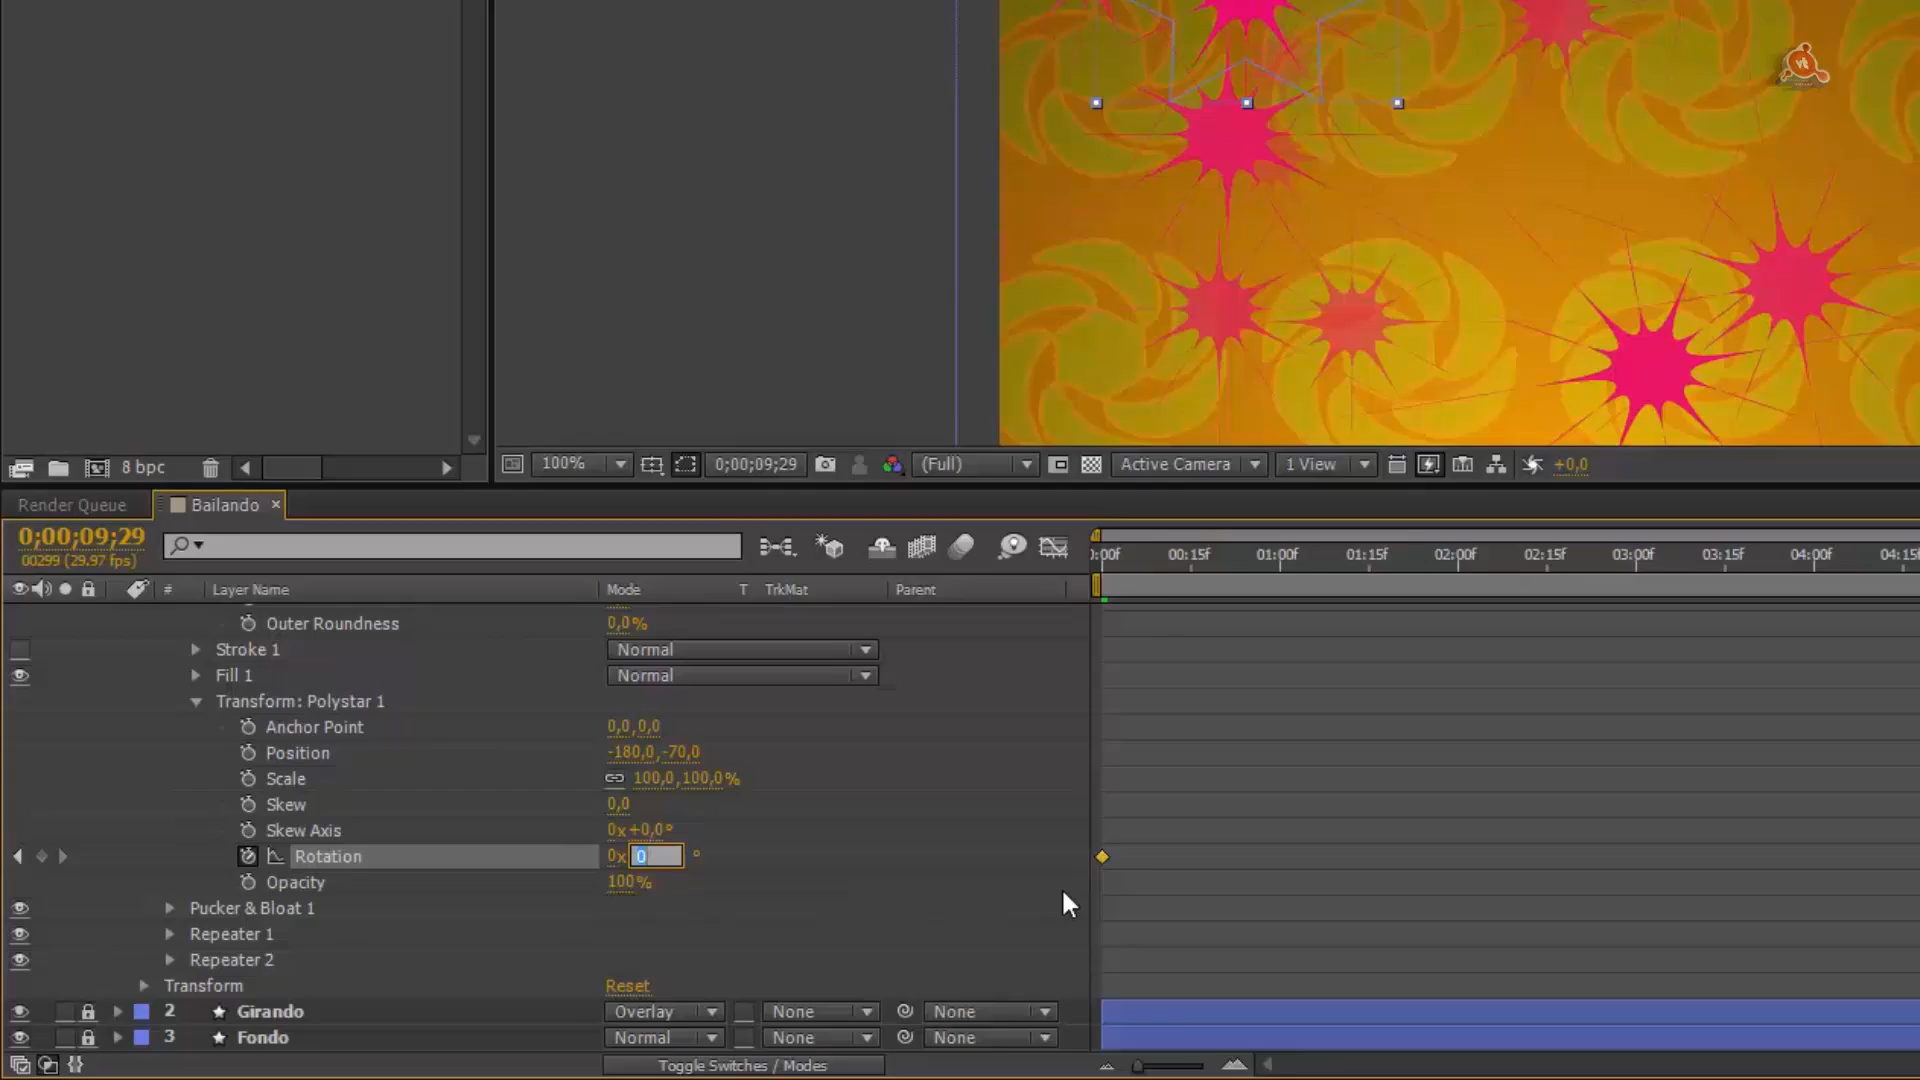 vt
8 bpc
100%
0;00;09;29
(Full)
Active Camera
1 View
+0,0
Render Queue
Bailando
0;00;09;29
00299 (29.97 fps)
):00f 00:15f 01:00f 01:15f 02:00f 02:15f 03:00f 03:15f 04:00f 04:15
# Layer Name Mode T TrkMat Parent
Outer Roundness 0,0%
Stroke 1 Normal
Fill 1 Normal
Transform: Polystar 1
Anchor Point 0,0,0,0
Position -180,0,-70,0
Scale 100,0,100,0%
Skew 0,0
Skew Axis 0x+0,0°
Rotation 0x 0 °
Opacity 100%
Pucker & Bloat 1
Repeater 1
Repeater 2
Transform Reset
2 Girando Overlay None None
3 Fondo Normal None None
Toggle Switches / Modes